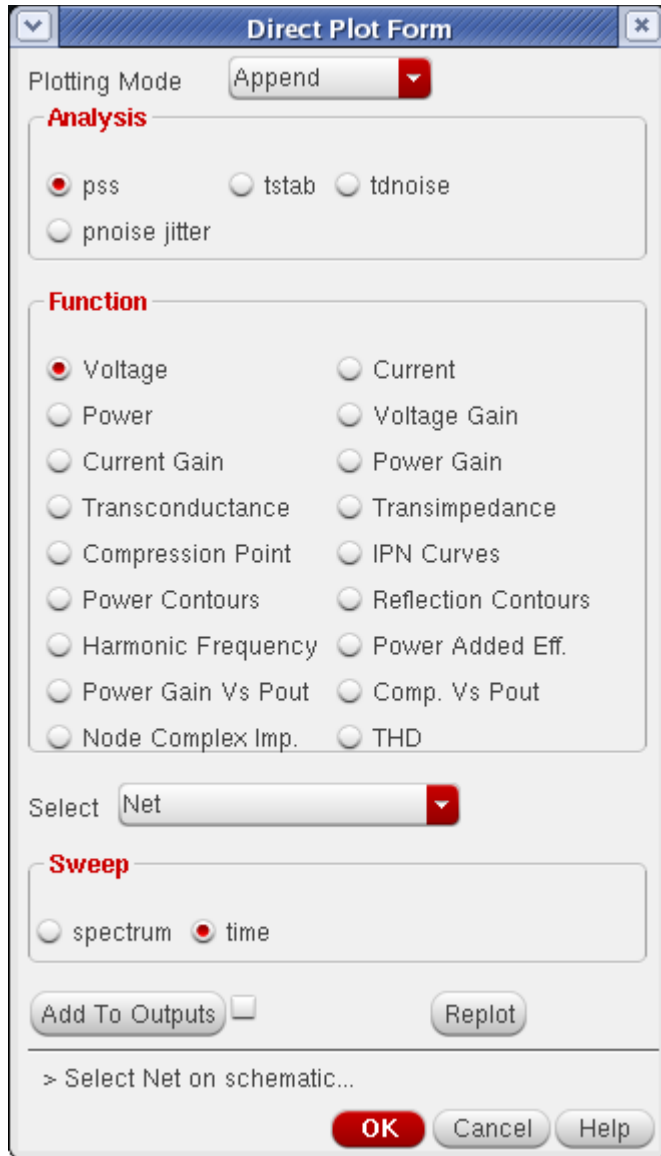 Direct Plot Form
Plotting Mode Append
Analysis
pss tstab tdnoise
pnoise jitter
Function
Voltage Current
Power Voltage Gain
Current Gain Power Gain
Transconductance Transimpedance
Compression Point IPN Curves
Power Contours Reflection Contours
Harmonic Frequency Power Added Eff.
Power Gain Vs Pout Comp. Vs Pout
Node Complex Imp. THD
Select Net
Sweep
spectrum time
Add To Outputs Replot
> Select Net on schematic...
OK Cancel Help